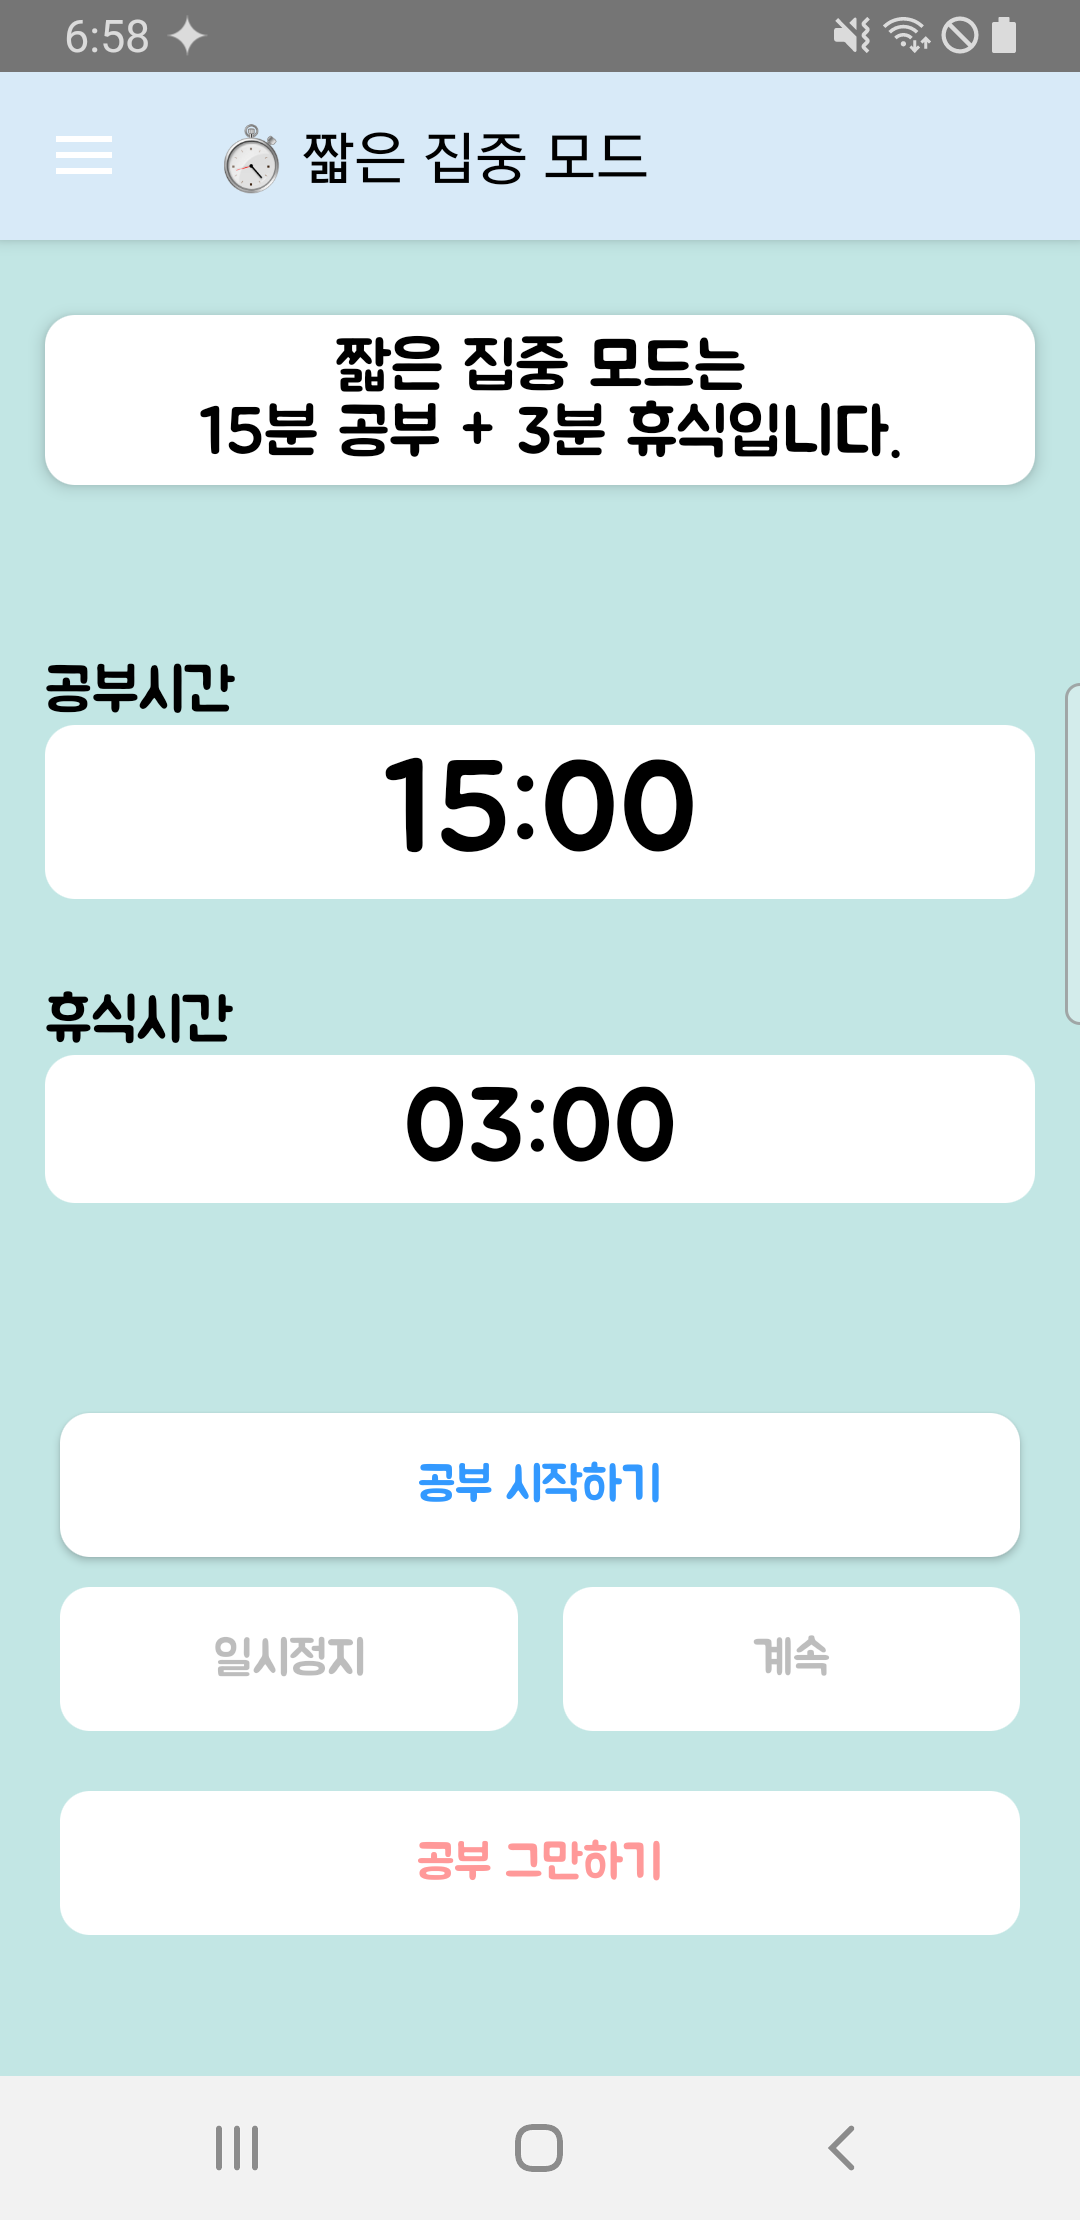 6:58
짧은 집중 모드
짧은 집중 모드는
15분 공부 + 3분 휴식입니다.
공부시간
15:00
휴식시간
03:00
공부 시작하기
일시정지 계속
공부 그만하기